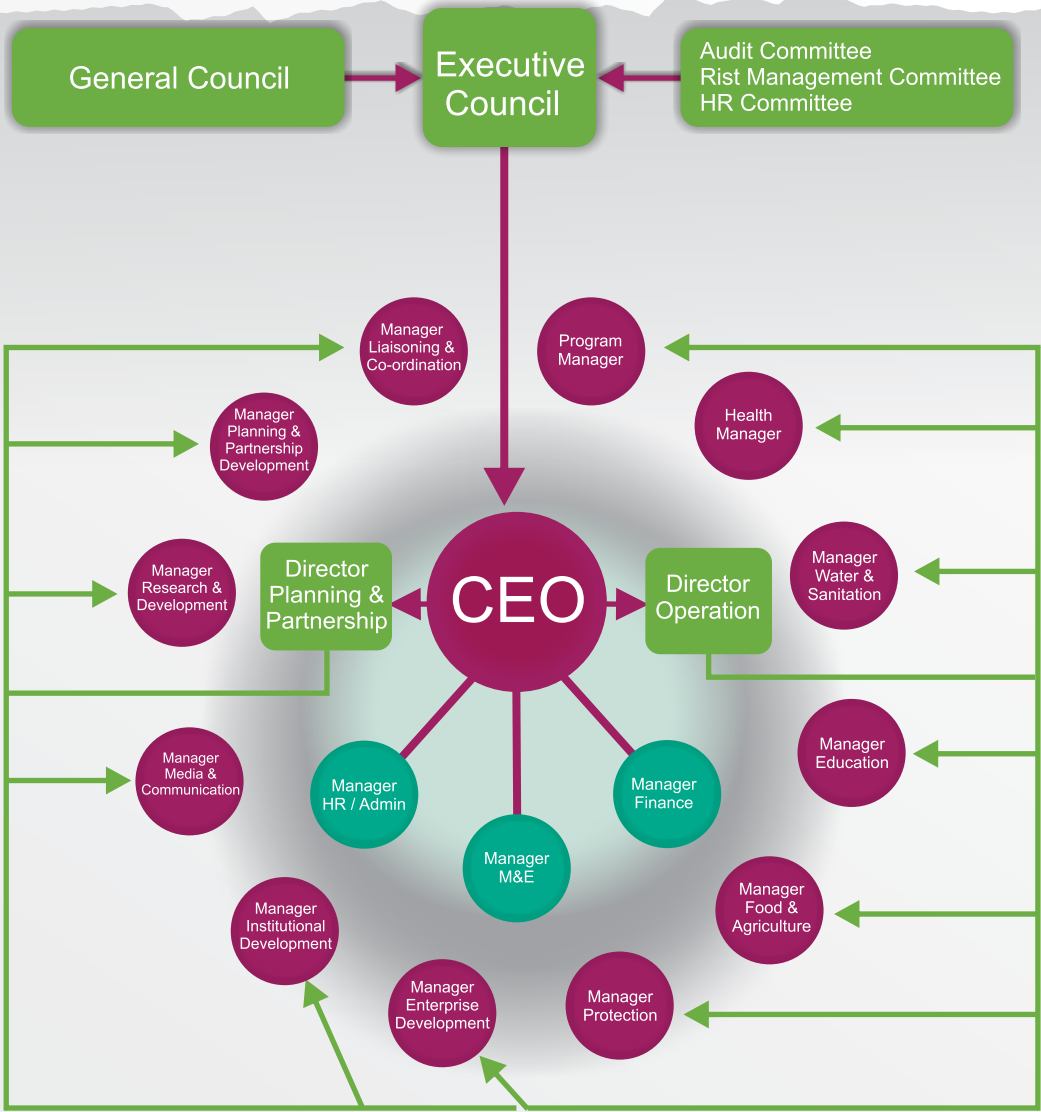 General Council
Executive
Council
Audit Committee
Rist Management Committee
HR Committee
Manager
Liaisoning &
Co-ordination
Program
Manager
Manager
Planning &
Partnership
Development
Health
Manager
Manager
Research &
Development
Director
Planning &
Partnership
CEO
Director
Operation
Manager
Water &
Sanitation
Manager
Media &
Communication
Manager
HR / Admin
Manager
M&E
Manager
Finance
Manager
Education
Manager
Institutional
Development
Manager
Enterprise
Development
Manager
Protection
Manager
Food &
Agriculture